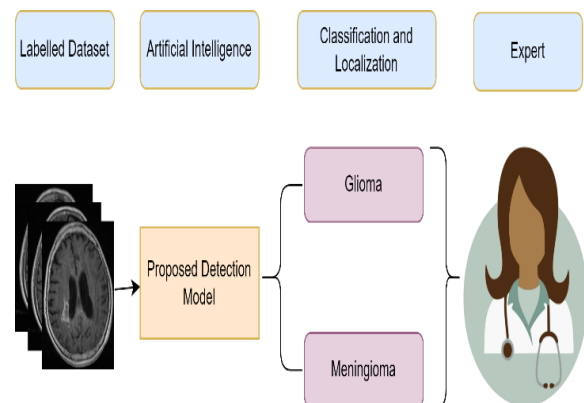 Labelled Dataset
Artificial Intelligence
Classification and
Localization
Expert
Glioma
Proposed Detection
Model
Meningioma